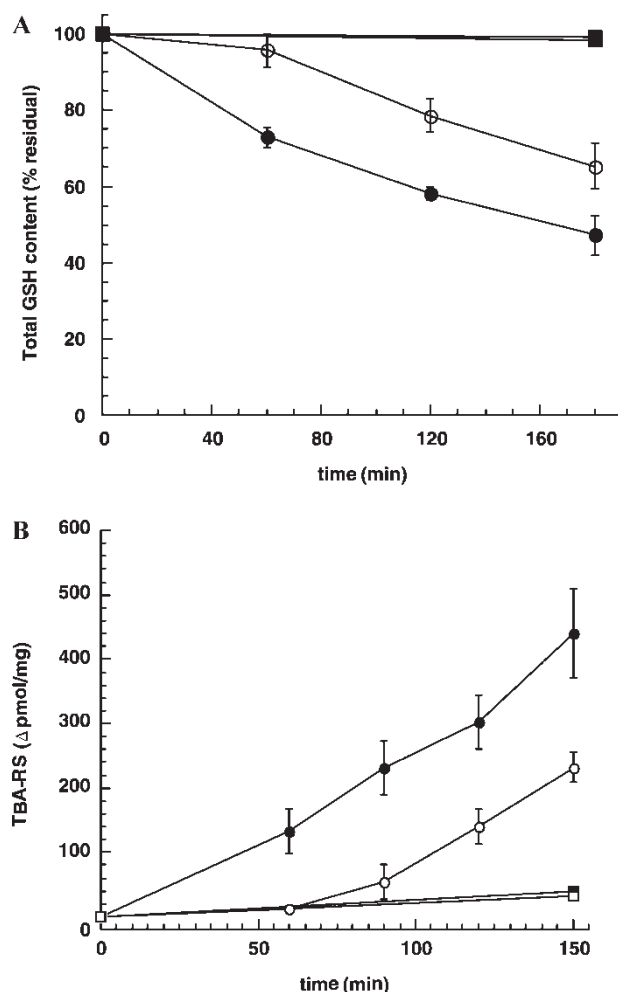 A
Total GSH content (% residual)
100
80
60
40
20
0
0 40 80 120 160
time (min)
B
TBA-RS (Δ pmol/mg)
600
500
400
300
200
100
0
0 50 100 150
time (min)